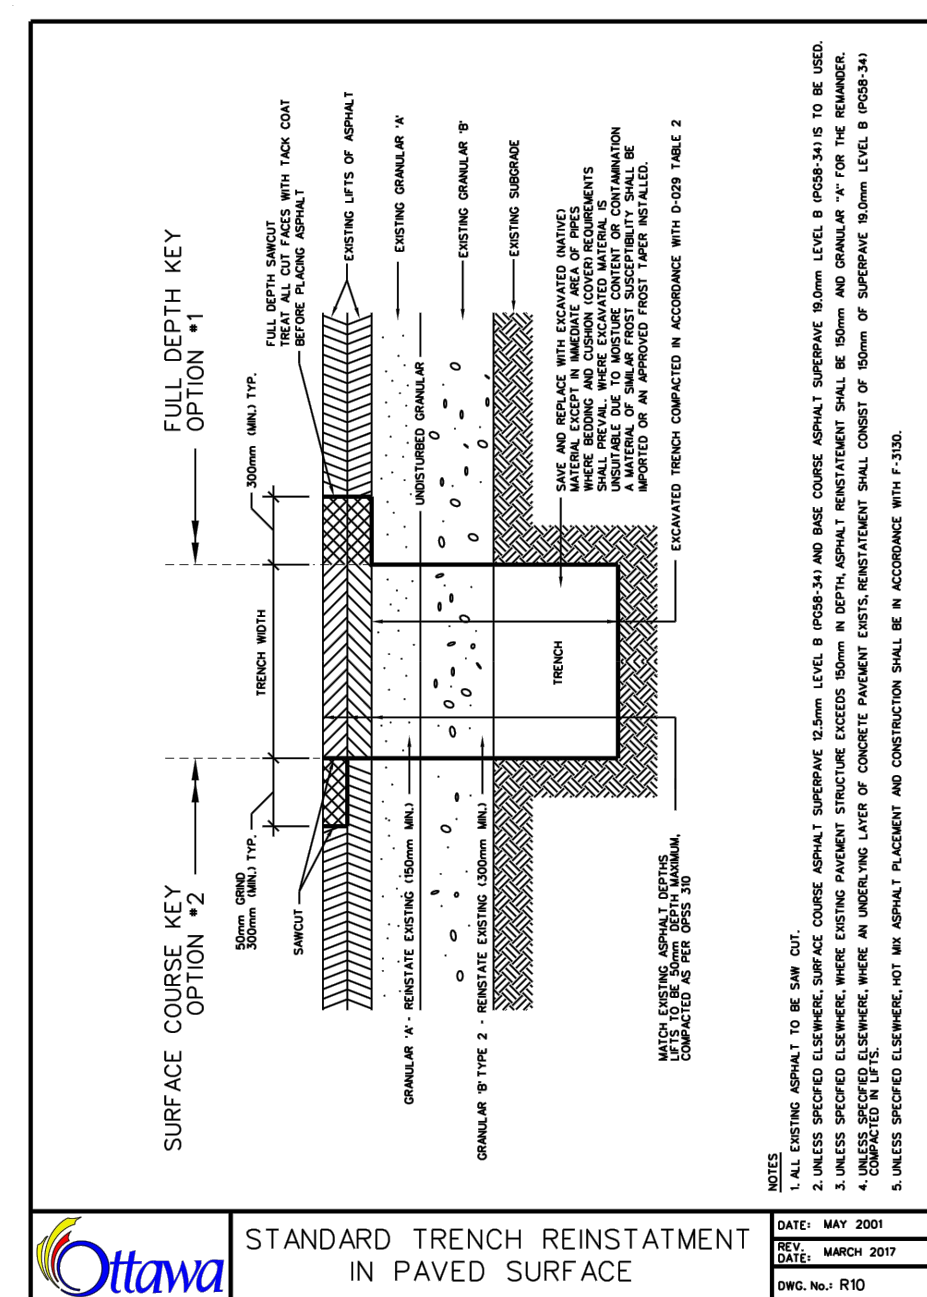 SURFACE COURSE KEY
OPTION #2
FULL DEPTH KEY
OPTION #1
50mm GRIND
300mm (MIN.) TYP.
TRENCH WIDTH
300mm (MIN.) TYP.
SAWCUT
FULL DEPTH SAWCUT
TREAT ALL CUT FACES WITH TACK COAT
BEFORE PLACING ASPHALT
EXISTING LIFTS OF ASPHALT
EXISTING GRANULAR 'A'
UNDISTURBED GRANULAR
EXISTING GRANULAR 'B'
EXISTING SUBGRADE
GRANULAR 'A' - REINSTATE EXISTING (150mm MIN.)
GRANULAR 'B' TYPE 2 - REINSTATE EXISTING (300mm MIN.)
TRENCH
SAVE AND REPLACE WITH EXCAVATED (NATIVE)
MATERIAL EXCEPT IN IMMEDIATE AREA OF PIPES
WHERE BEDDING AND CUSHION (COVER) REQUIREMENTS
SHALL PREVAIL. WHERE EXCAVATED MATERIAL IS
UNSUITABLE DUE TO MOISTURE CONTENT OR CONTAMINATION
A MATERIAL OF SIMILAR FROST SUSCEPTIBILITY SHALL BE
IMPORTED OR AN APPROVED FROST TAPER INSTALLED.
EXCAVATED TRENCH COMPACTED IN ACCORDANCE WITH D-029 TABLE 2
MATCH EXISTING ASPHALT DEPTHS
LIFTS TO BE 50mm DEPTH MAXIMUM,
COMPACTED AS PER OPSS 310
NOTES
1. ALL EXISTING ASPHALT TO BE SAW CUT.
2. UNLESS SPECIFIED ELSEWHERE, SURFACE COURSE ASPHALT SUPERPAVE 12.5mm LEVEL B (PG58-34) AND BASE COURSE ASPHALT SUPERPAVE 19.0mm LEVEL B (PG58-34) IS TO BE USED.
3. UNLESS SPECIFIED ELSEWHERE, WHERE EXISTING PAVEMENT STRUCTURE EXCEEDS 150mm IN DEPTH, ASPHALT REINSTATEMENT SHALL BE 150mm AND GRANULAR "A" FOR THE REMAINDER.
4. UNLESS SPECIFIED ELSEWHERE, WHERE AN UNDERLYING LAYER OF CONCRETE PAVEMENT EXISTS, REINSTATEMENT SHALL CONSIST OF 150mm OF SUPERPAVE 19.0mm LEVEL B (PG58-34)
COMPACTED IN LIFTS.
5. UNLESS SPECIFIED ELSEWHERE, HOT MIX ASPHALT PLACEMENT AND CONSTRUCTION SHALL BE IN ACCORDANCE WITH F-3130.
Ottawa
STANDARD TRENCH REINSTATMENT
IN PAVED SURFACE
DATE: MAY 2001
REV. DATE: MARCH 2017
DWG. No.: R10